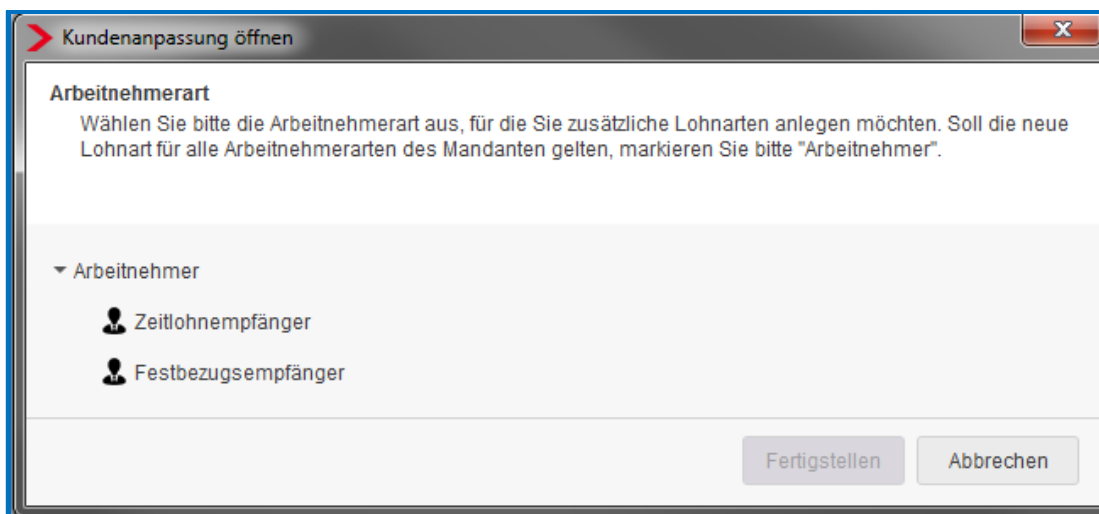 Kundenanpassung öffnen
Arbeitnehmerart
Wählen Sie bitte die Arbeitnehmerart aus, für die Sie zusätzliche Lohnarten anlegen möchten. Soll die neue
Lohnart für alle Arbeitnehmerarten des Mandanten gelten, markieren Sie bitte "Arbeitnehmer".
Arbeitnehmer
Zeitlohnempfänger
Festbezugsempfänger
Fertigstellen Abbrechen